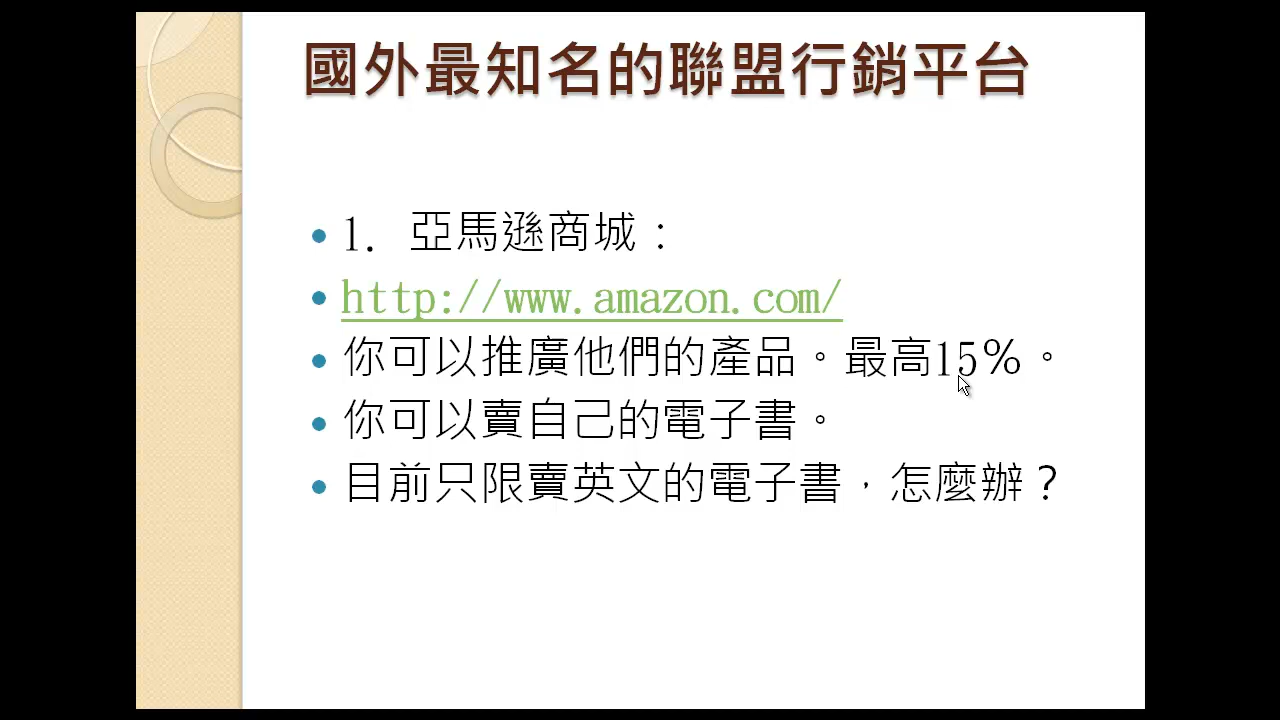 國外最知名的聯盟行銷平台
• 1. 亞馬遜商城：
• http://www.amazon.com/
• 你可以推廣他們的產品。最高15％。
• 你可以賣自己的電子書。
• 目前只限賣英文的電子書，怎麼辦？